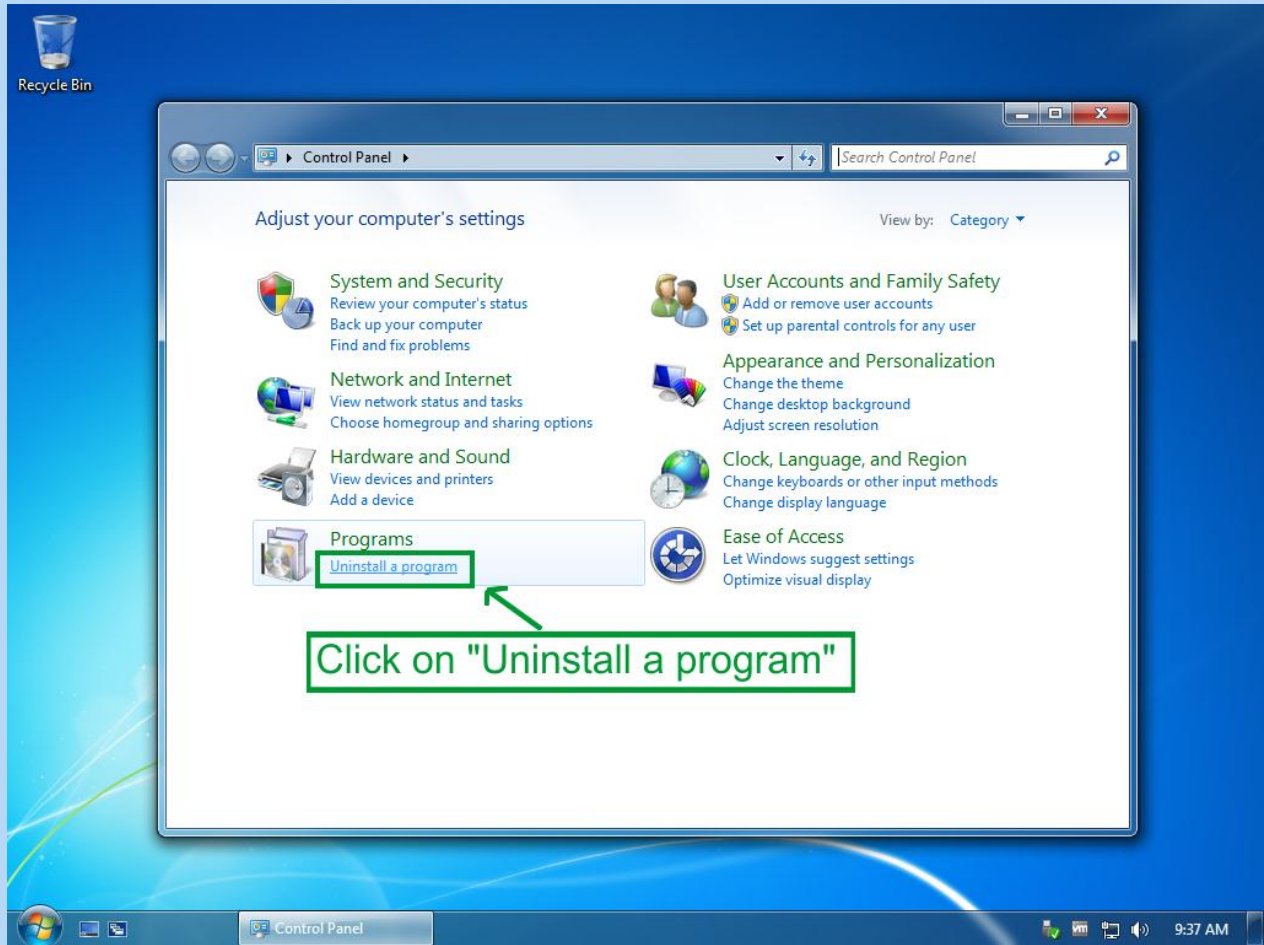 Recycle Bin
Control Panel
Search Control Panel
Adjust your computer's settings
View by: Category
System and Security
Review your computer's status
Back up your computer
Find and fix problems
Network and Internet
View network status and tasks
Choose homegroup and sharing options
Hardware and Sound
View devices and printers
Add a device
Programs
Uninstall a program
User Accounts and Family Safety
Add or remove user accounts
Set up parental controls for any user
Appearance and Personalization
Change the theme
Change desktop background
Adjust screen resolution
Clock, Language, and Region
Change keyboards or other input methods
Change display language
Ease of Access
Let Windows suggest settings
Optimize visual display
Click on "Uninstall a program"
Control Panel
vm
9:37 AM